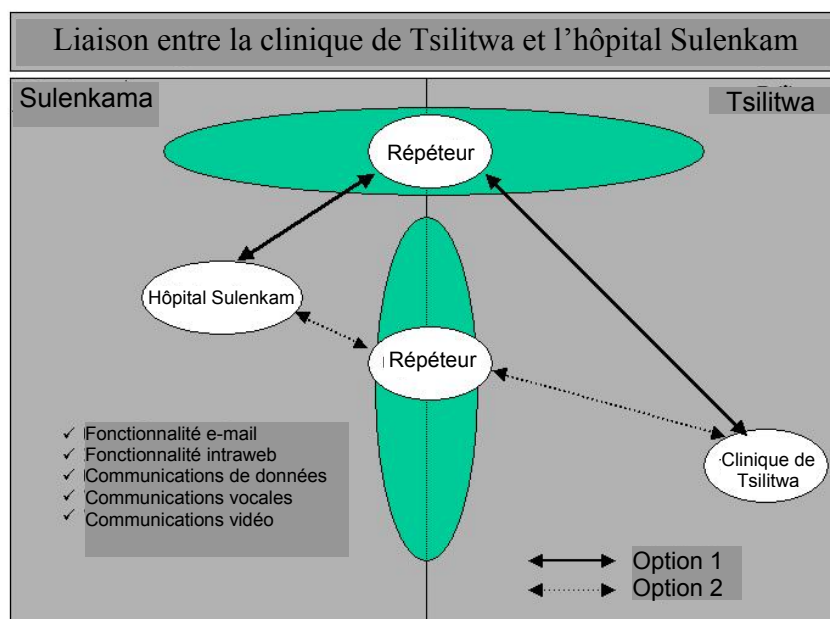 Liaison entre la clinique de Tsilitwa et l’hôpital Sulenkam
Sulenkama
Tsilitwa
Répéteur
Hôpital Sulenkam
Répéteur
Clinique de
Tsilitwa
✓ Fonctionnalité e-mail
✓ Fonctionnalité intraweb
✓ Communications de données
✓ Communications vocales
✓ Communications vidéo
Option 1
Option 2